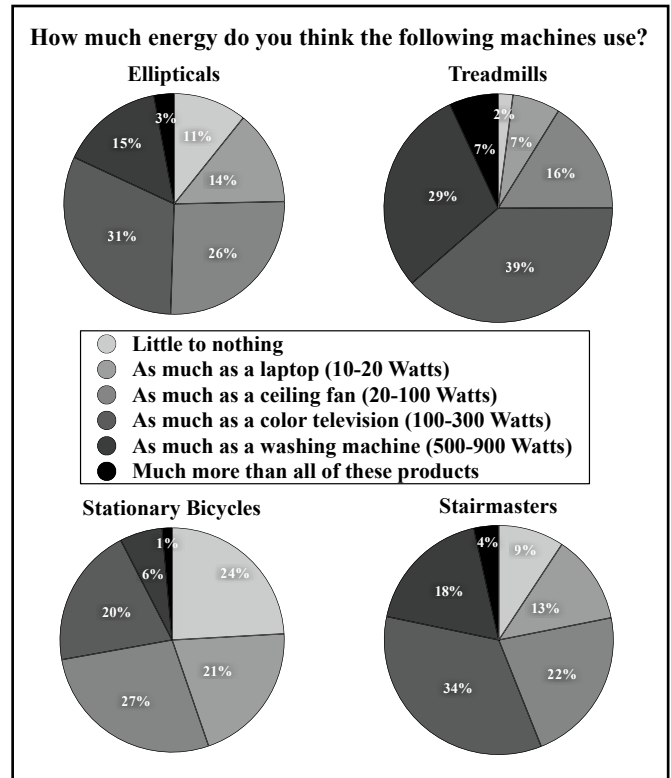 How much energy do you think the following machines use?
Ellipticals
3%
11%
15%
14%
31%
26%
Treadmills
2%
7%
7%
16%
29%
39%
Little to nothing
As much as a laptop (10-20 Watts)
As much as a ceiling fan (20-100 Watts)
As much as a color television (100-300 Watts)
As much as a washing machine (500-900 Watts)
Much more than all of these products
Stationary Bicycles
1%
24%
6%
20%
21%
27%
Stairmasters
4%
9%
18%
13%
34%
22%